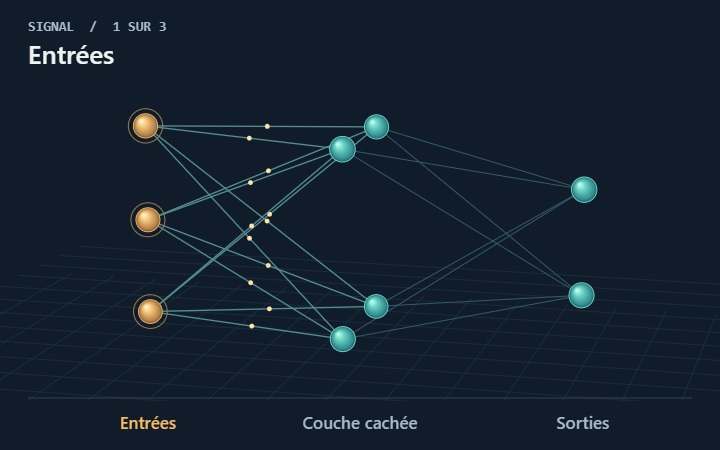 SIGNAL / 1 SUR 3
Entrées
Entrées
Couche cachée
Sorties